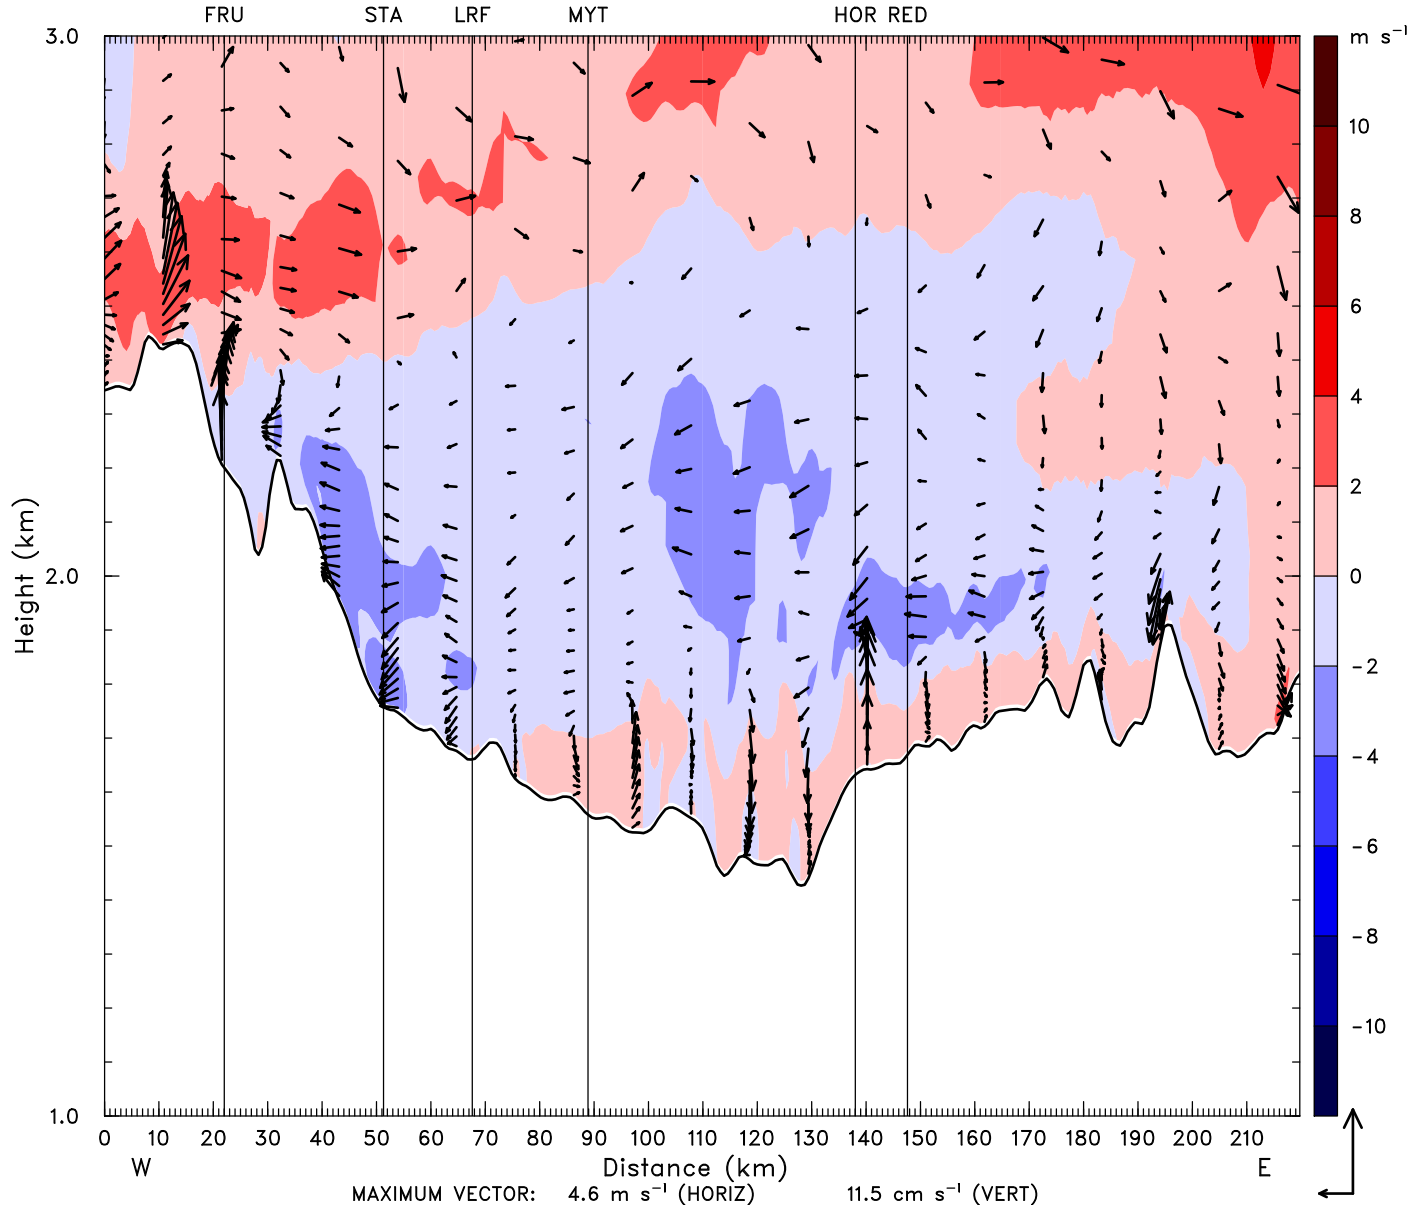 FRU STA LRF MYT HOR RED
3.0
m s⁻¹
10
8
6
4
2
2.0
0
-2
-4
-6
-8
-10
1.0
Height (km)
0 10 20 30 40 50 60 70 80 90 100 110 120 130 140 150 160 170 180 190 200 210
W Distance (km) E
MAXIMUM VECTOR: 4.6 m s⁻¹ (HORIZ) 11.5 cm s⁻¹ (VERT)